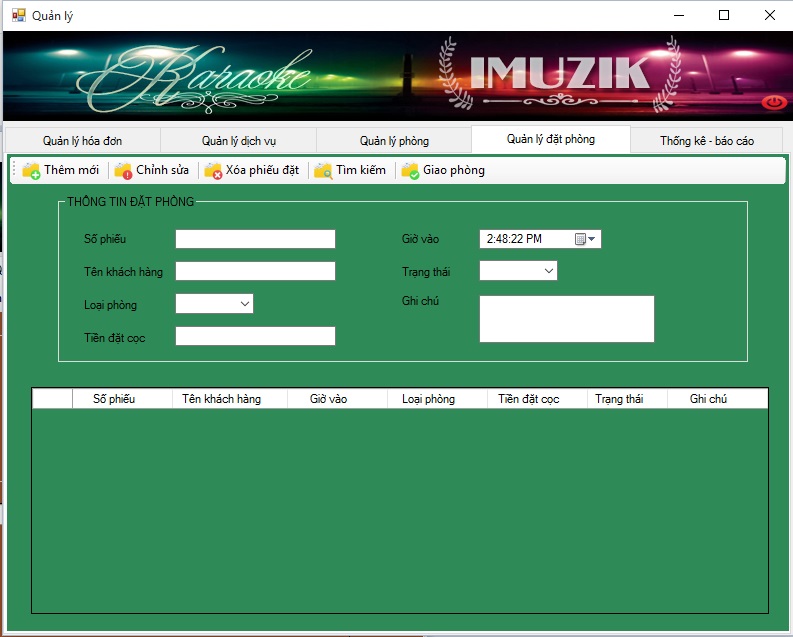 Quản lý
Karaoke IMUZIK
Quản lý hóa đơn Quản lý dịch vụ Quản lý phòng Quản lý đặt phòng Thống kê - báo cáo
Thêm mới Chỉnh sửa Xóa phiếu đặt Tìm kiếm Giao phòng
THÔNG TIN ĐẶT PHÒNG
Số phiếu Giờ vào 2:48:22 PM
Tên khách hàng Trạng thái
Loại phòng Ghi chú
Tiền đặt cọc
Số phiếu Tên khách hàng Giờ vào Loại phòng Tiền đặt cọc Trạng thái Ghi chú